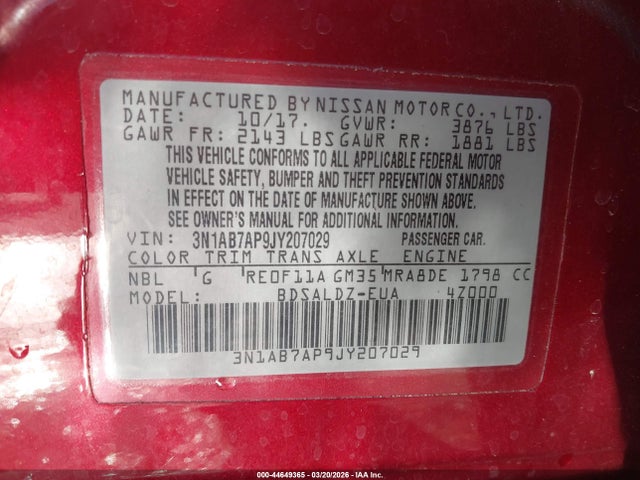 MANUFACTURED BY NISSAN MOTOR CO., LTD.
DATE: 10/17. GVWR: 3876 LBS
GAWR FR: 2143 LBS GAWR RR: 1881 LBS
THIS VEHICLE CONFORMS TO ALL APPLICABLE FEDERAL MOTOR
VEHICLE SAFETY, BUMPER AND THEFT PREVENTION STANDARDS
IN EFFECT ON THE DATE OF MANUFACTURE SHOWN ABOVE.
SEE OWNER'S MANUAL FOR ADDITIONAL INFORMATION.
VIN: 3N1AB7AP9JY207029 PASSENGER CAR.
COLOR TRIM TRANS AXLE ENGINE
NBL G RE0F11A GM35 MRA8DE 1798 CC
MODEL: BDSALDZ-EUA 4Z000
3N1AB7AP9JY207029
000-44649365 - 03/20/2026 - IAA Inc.